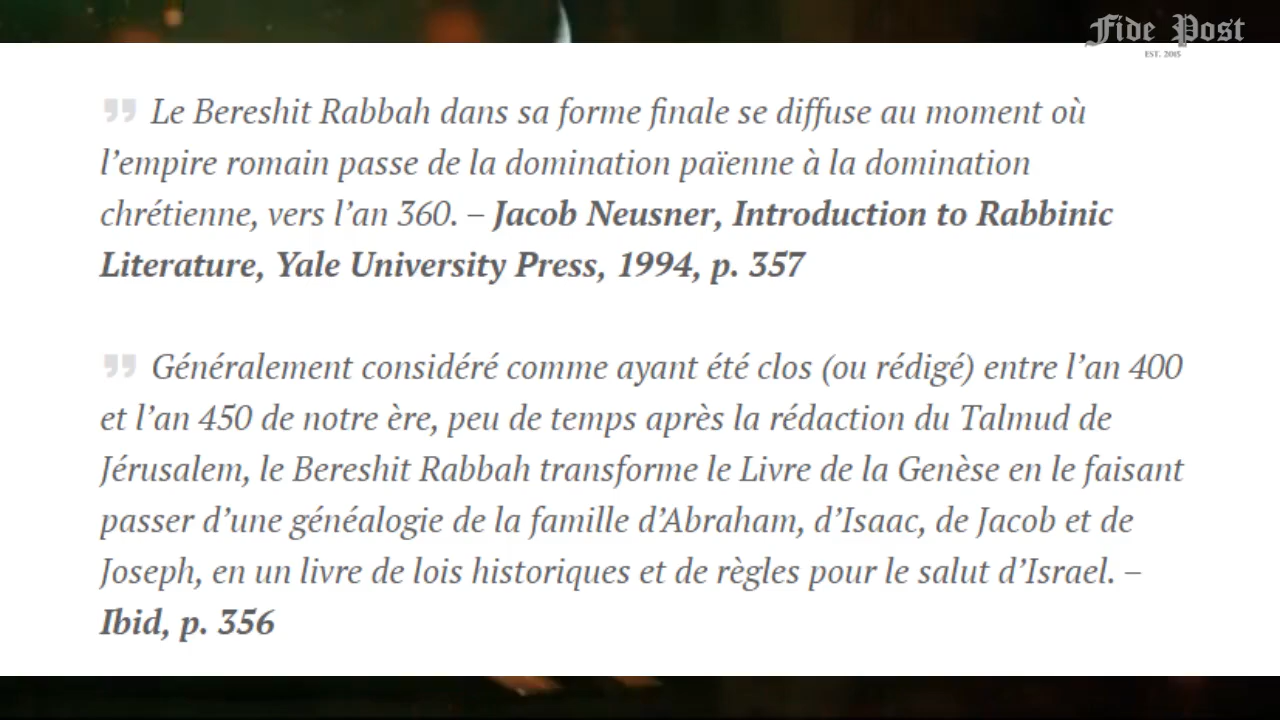 Fide Post
EST. 2015
Le Bereshit Rabbah dans sa forme finale se diffuse au moment où
l’empire romain passe de la domination païenne à la domination
chrétienne, vers l’an 360. – Jacob Neusner, Introduction to Rabbinic
Literature, Yale University Press, 1994, p. 357
Généralement considéré comme ayant été clos (ou rédigé) entre l’an 400
et l’an 450 de notre ère, peu de temps après la rédaction du Talmud de
Jérusalem, le Bereshit Rabbah transforme le Livre de la Genèse en le faisant
passer d’une généalogie de la famille d’Abraham, d’Isaac, de Jacob et de
Joseph, en un livre de lois historiques et de règles pour le salut d’Israel. –
Ibid, p. 356